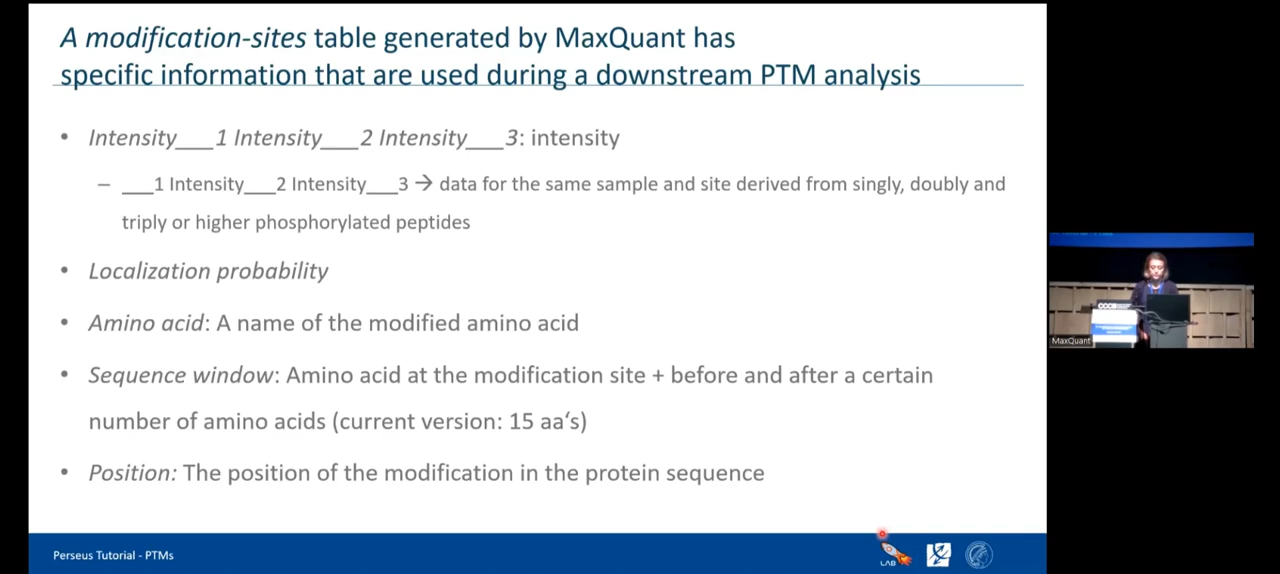 A modification-sites table generated by MaxQuant has
specific information that are used during a downstream PTM analysis
• Intensity___1 Intensity___2 Intensity___3: intensity
– ___1 Intensity___2 Intensity___3 → data for the same sample and site derived from singly, doubly and
triply or higher phosphorylated peptides
• Localization probability
• Amino acid: A name of the modified amino acid
• Sequence window: Amino acid at the modification site + before and after a certain
number of amino acids (current version: 15 aa‘s)
• Position: The position of the modification in the protein sequence
Perseus Tutorial - PTMs
LAB
MaxQuant